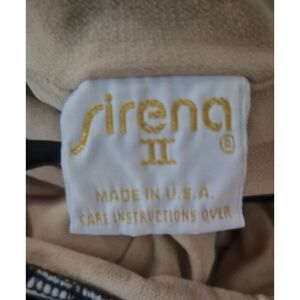 sirena
II ®
MADE IN U.S.A.
CARE INSTRUCTIONS OVER